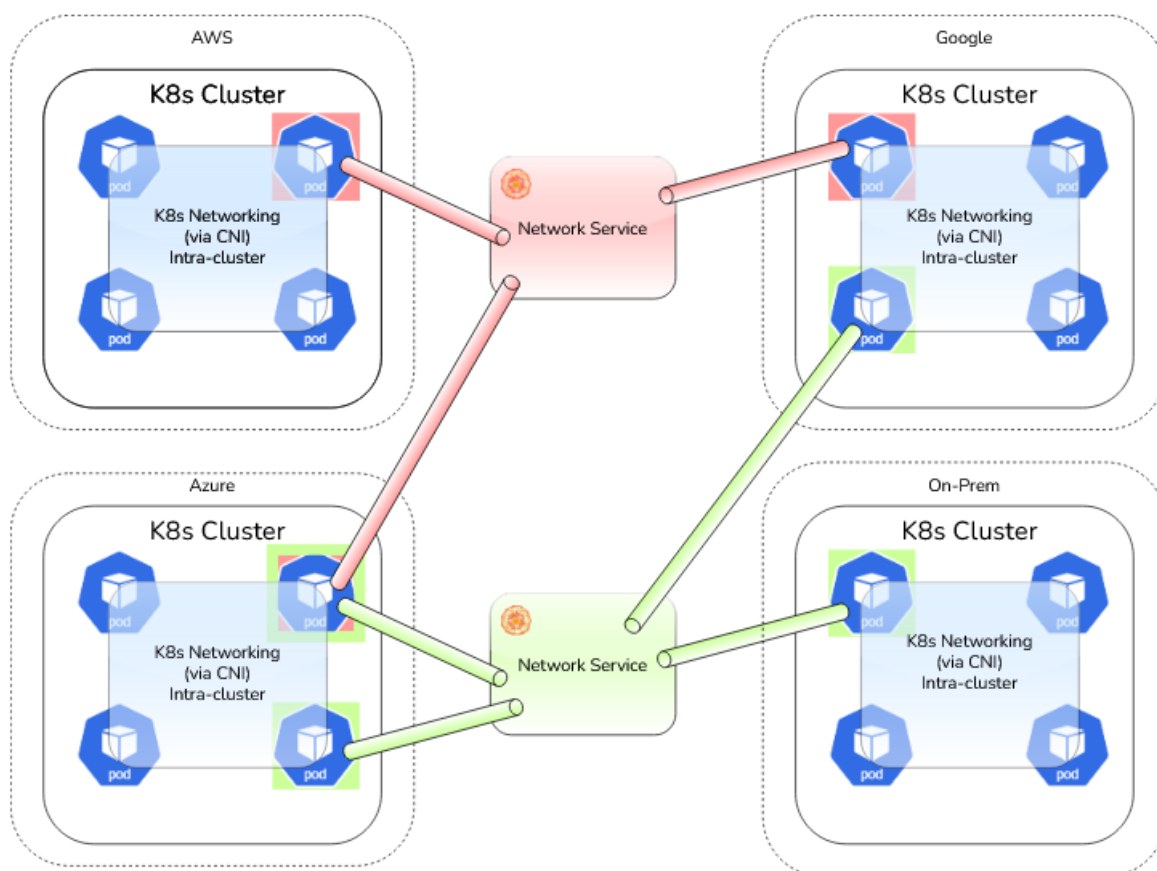 AWS
K8s Cluster
pod
pod
K8s Networking
(via CNI)
Intra-cluster
pod
pod
Network Service
Google
K8s Cluster
pod
pod
K8s Networking
(via CNI)
Intra-cluster
pod
pod
Azure
K8s Cluster
pod
pod
K8s Networking
(via CNI)
Intra-cluster
pod
pod
Network Service
On-Prem
K8s Cluster
pod
pod
K8s Networking
(via CNI)
Intra-cluster
pod
pod